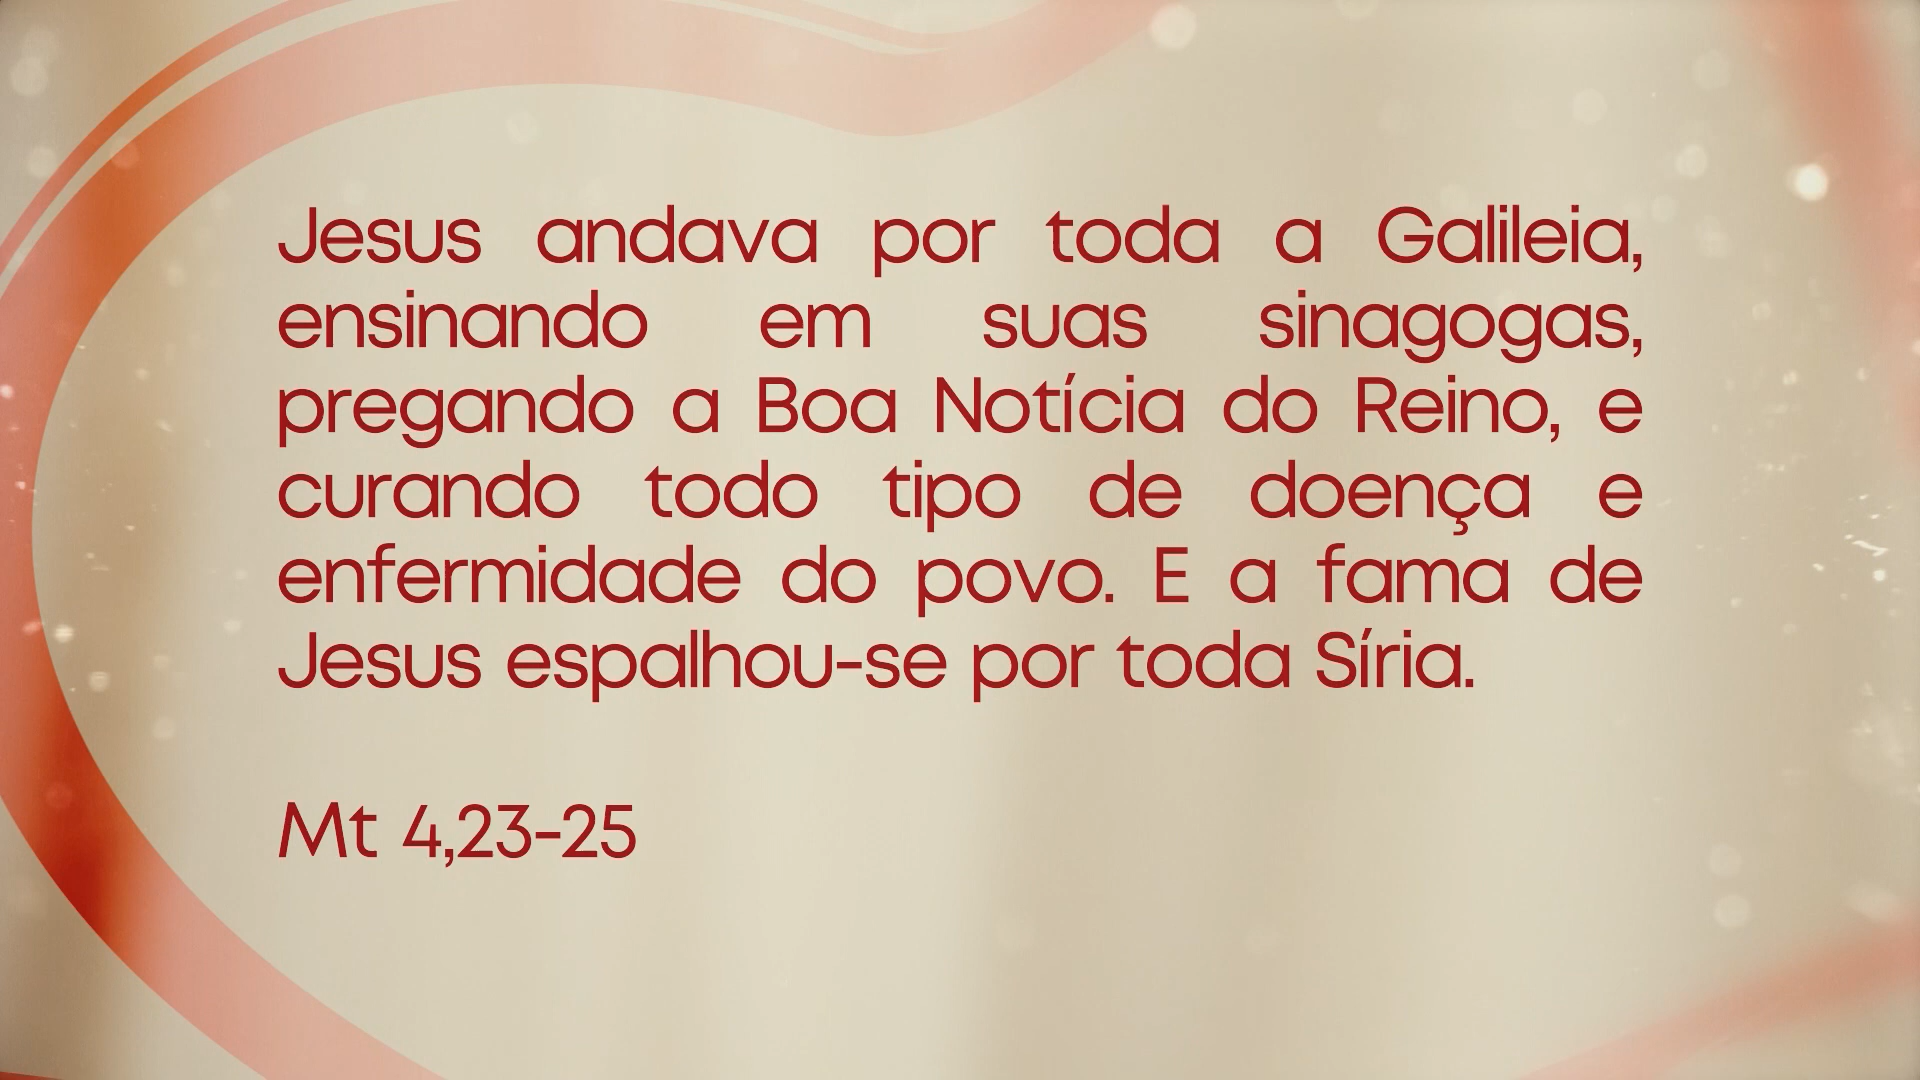 Jesus andava por toda a Galileia,
ensinando em suas sinagogas,
pregando a Boa Notícia do Reino, e
curando todo tipo de doença e
enfermidade do povo. E a fama de
Jesus espalhou-se por toda Síria.
Mt 4,23-25